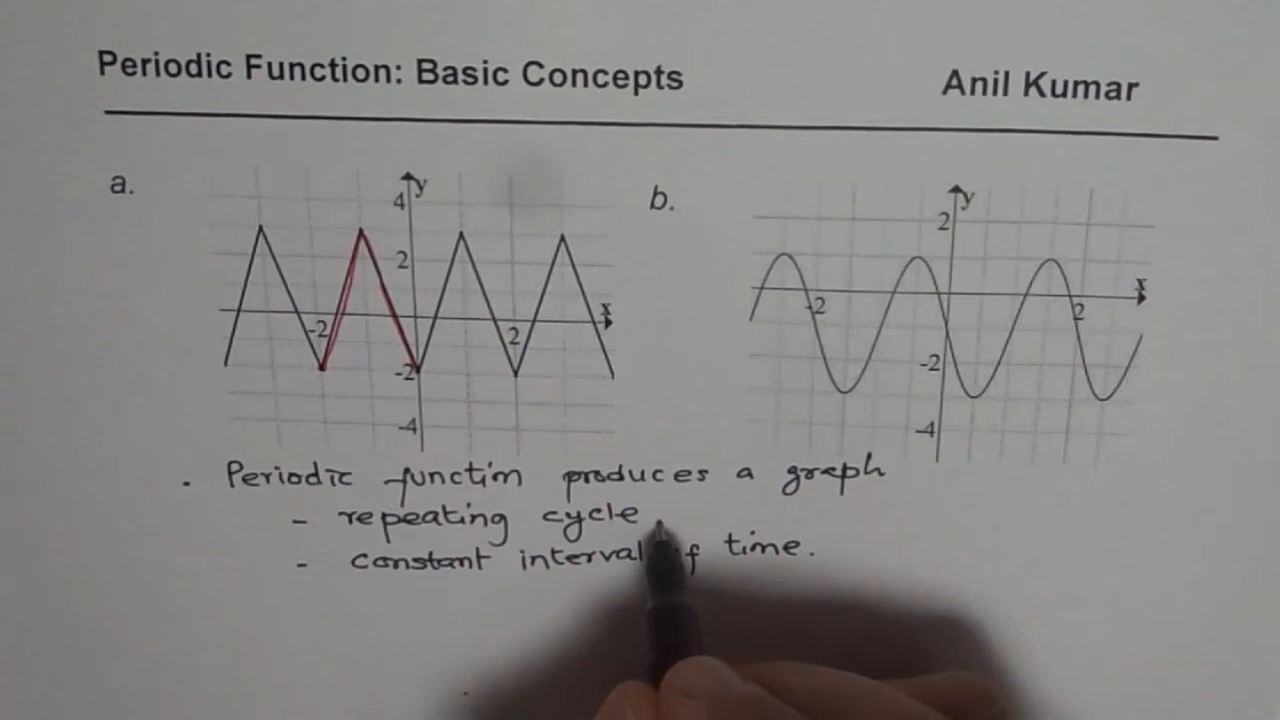 Periodic Function: Basic Concepts Anil Kumar
a.
y
4
2
x
-2
2
-2
-4
b.
y
2
x
-2
2
-2
-4
. Periodic function produces a graph
- repeating cycle
- constant interval of time.